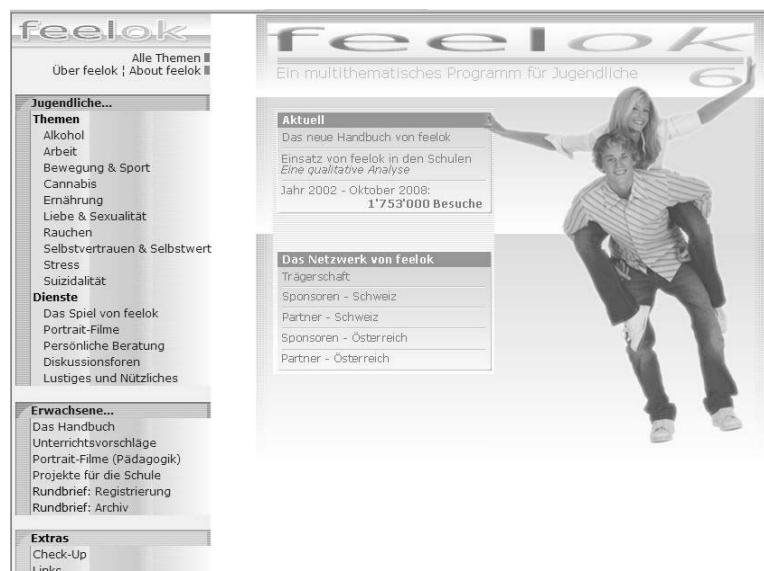 feelok
Alle Themen
Über feelok ¦ About feelok
Jugendliche...
Themen
Alkohol
Arbeit
Bewegung & Sport
Cannabis
Ernährung
Liebe & Sexualität
Rauchen
Selbstvertrauen & Selbstwert
Stress
Suizidalität
Dienste
Das Spiel von feelok
Portrait-Filme
Persönliche Beratung
Diskussionsforen
Lustiges und Nützliches
Erwachsene...
Das Handbuch
Unterrichtsvorschläge
Portrait-Filme (Pädagogik)
Projekte für die Schule
Rundbrief: Registrierung
Rundbrief: Archiv
Extras
Check-Up
Links
feelok
Ein multithematisches Programm für Jugendliche
6
Aktuell
Das neue Handbuch von feelok
Einsatz von feelok in den Schulen
Eine qualitative Analyse
Jahr 2002 - Oktober 2008:
1'753'000 Besuche
Das Netzwerk von feelok
Trägerschaft
Sponsoren - Schweiz
Partner - Schweiz
Sponsoren - Österreich
Partner - Österreich